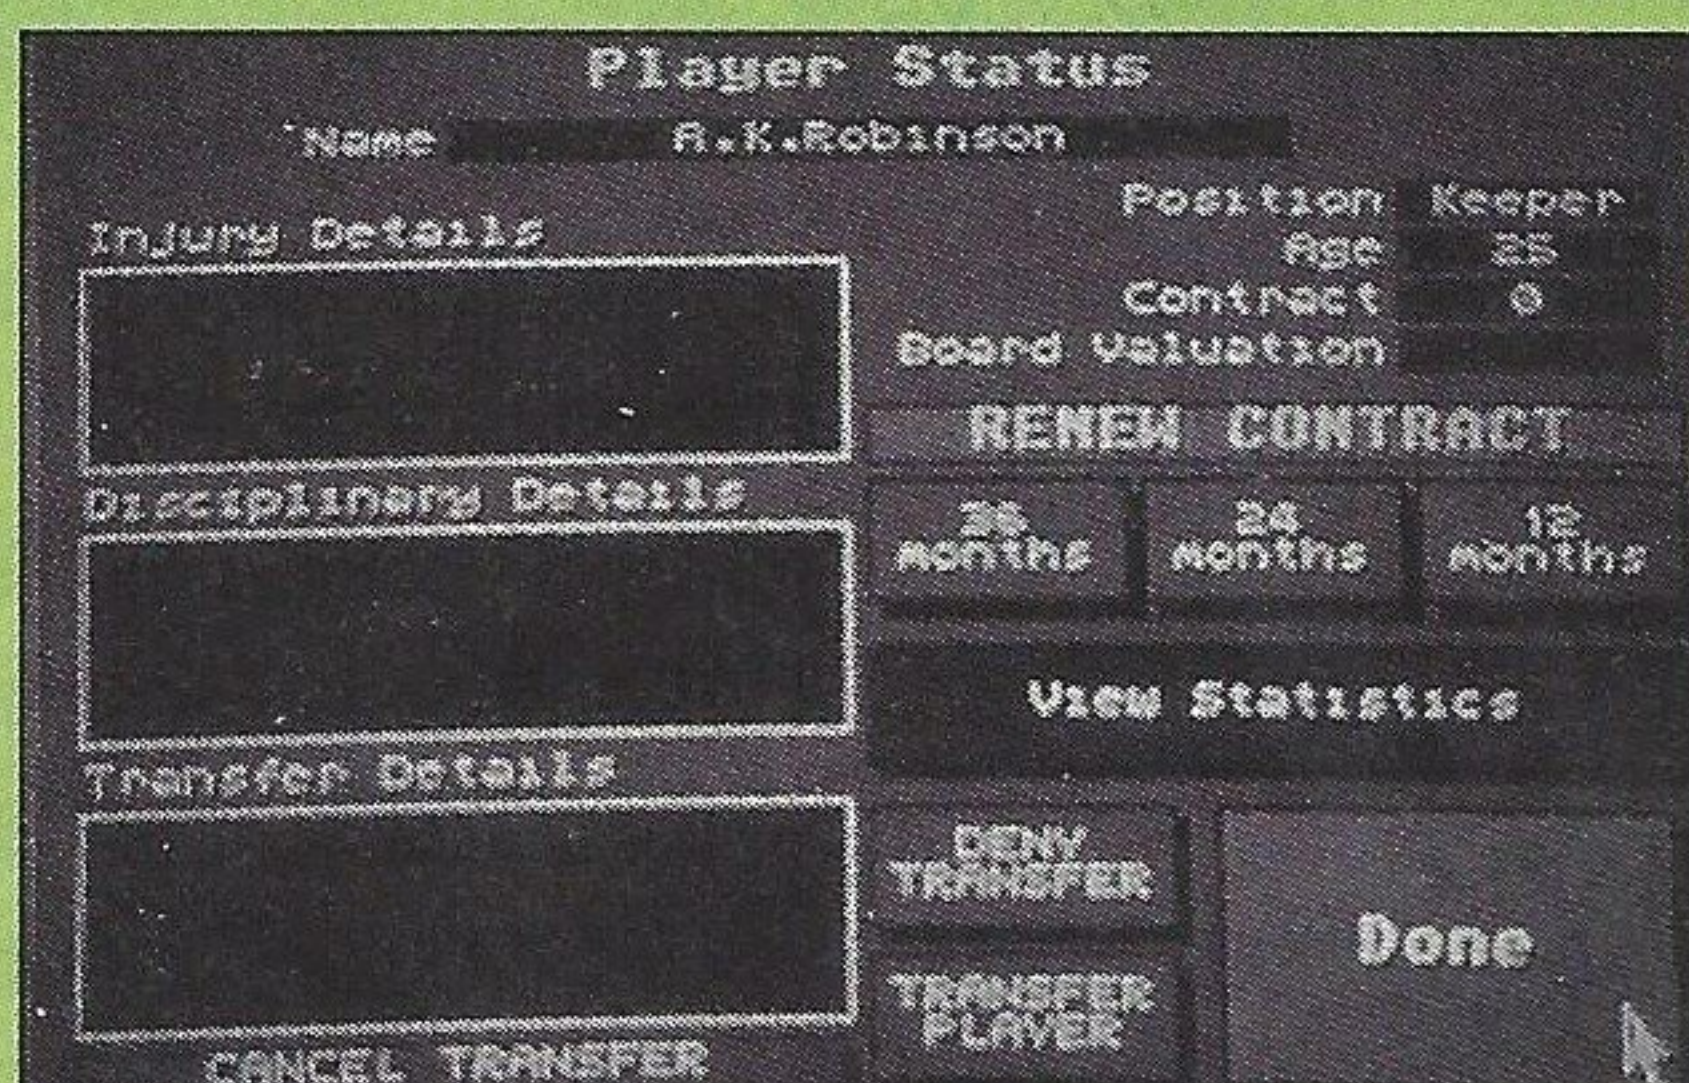 Player Status
Name A.K.Robinson
Position Keeper
Injury Details
Age 25
Contract 0
Board Valuation
RENEW CONTRACT
Disciplinary Details
36 months
24 months
12 months
View Statistics
Transfer Details
DENY
TRANSFER
Done
TRANSFER
PLAYER
CANCEL TRANSFER